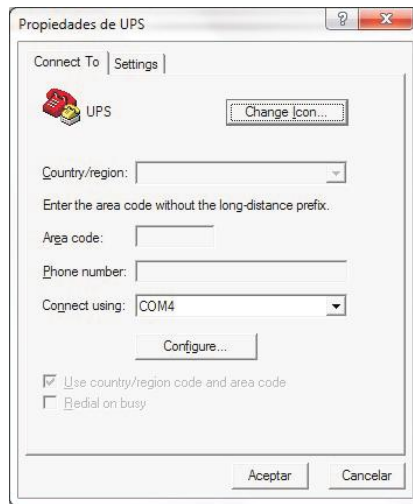 Propiedades de UPS
Connect To Settings
UPS Change Icon...
Country/region:
Enter the area code without the long-distance prefix.
Area code:
Phone number:
Connect using: COM4
Configure...
Use country/region code and area code
Redial on busy
Aceptar Cancelar